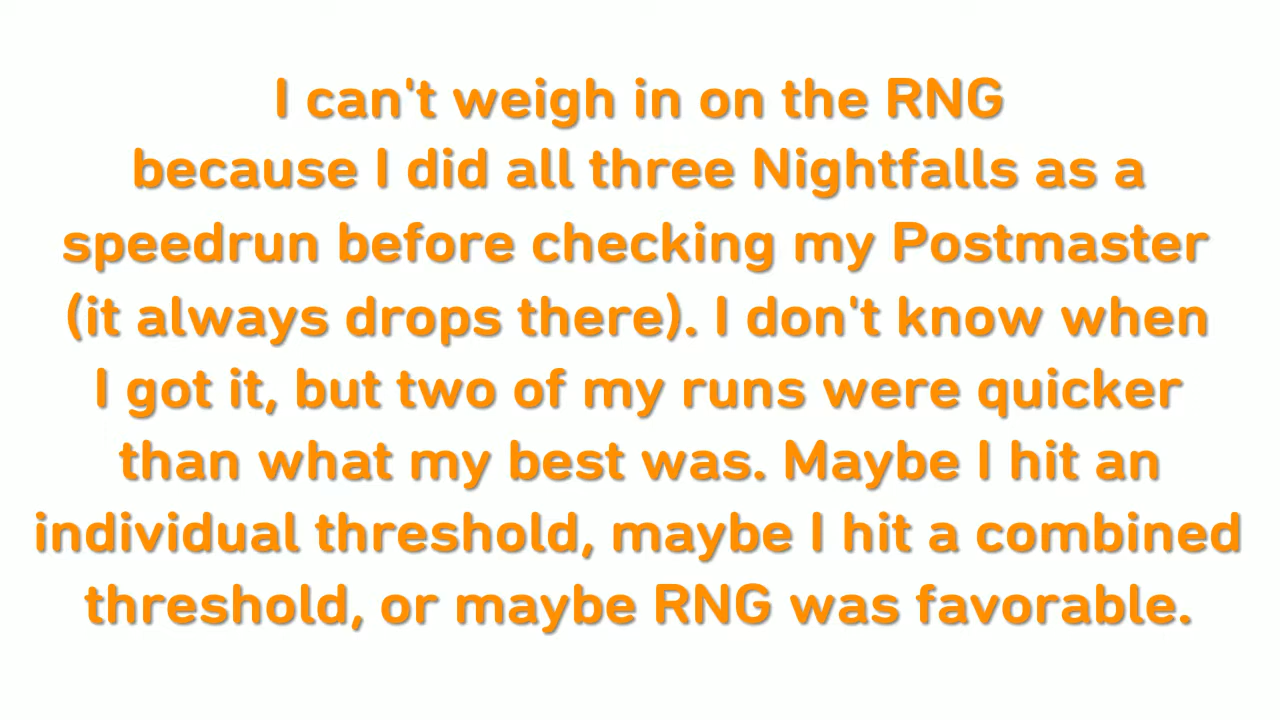 I can't weigh in on the RNG
because I did all three Nightfalls as a
speedrun before checking my Postmaster
(it always drops there). I don't know when
I got it, but two of my runs were quicker
than what my best was. Maybe I hit an
individual threshold, maybe I hit a combined
threshold, or maybe RNG was favorable.